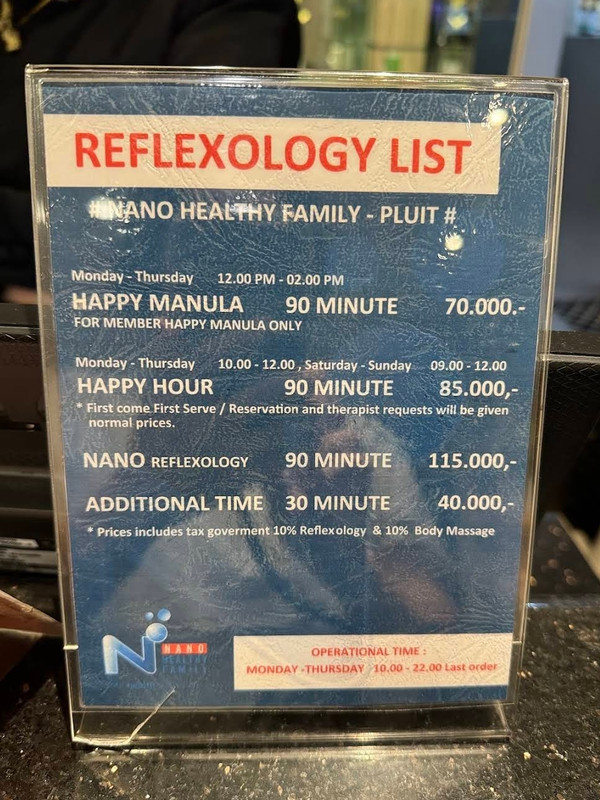 REFLEXOLOGY LIST
# NANO HEALTHY FAMILY - PLUIT #
Monday - Thursday 12.00 PM - 02.00 PM
HAPPY MANULA 90 MINUTE 70.000.-
FOR MEMBER HAPPY MANULA ONLY
Monday - Thursday 10.00 - 12.00 , Saturday - Sunday 09.00 - 12.00
HAPPY HOUR 90 MINUTE 85.000,-
* First come First Serve / Reservation and therapist requests will be given
normal prices.
NANO REFLEXOLOGY 90 MINUTE 115.000,-
ADDITIONAL TIME 30 MINUTE 40.000,-
* Prices includes tax goverment 10% Reflexology & 10% Body Massage
N NANO
HEALTHY
FAMILY
OPERATIONAL TIME :
MONDAY -THURSDAY 10.00 - 22.00 Last order